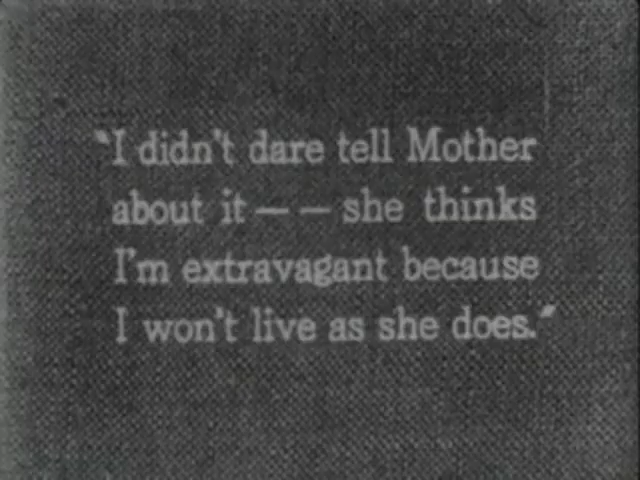 "I didn't dare tell Mother
about it — — she thinks
I'm extravagant because
I won't live as she does."